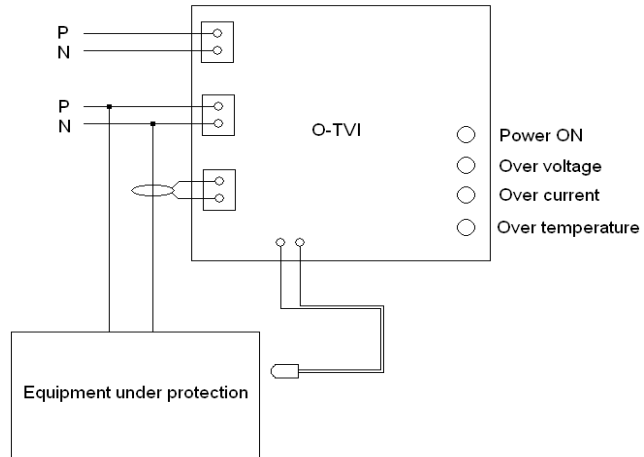 P
N
P
N
O-TVI
Power ON
Over voltage
Over current
Over temperature
Equipment under protection